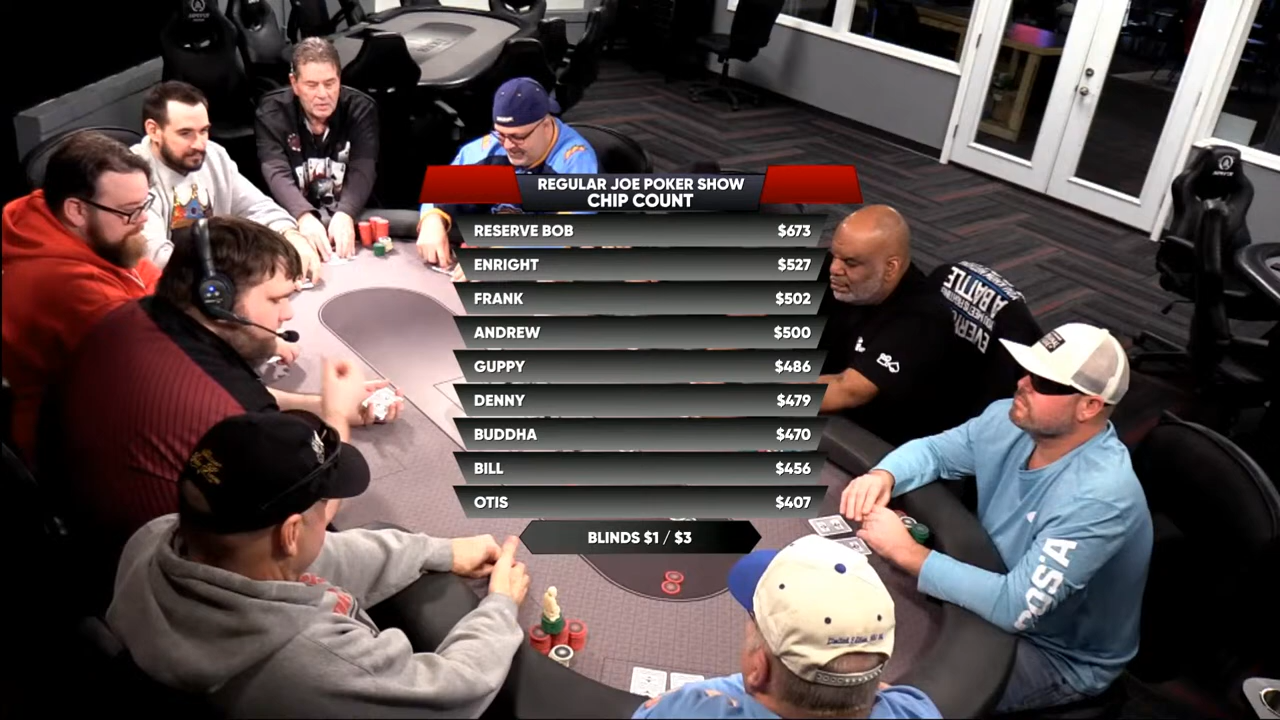 REGULAR JOE POKER SHOW
CHIP COUNT
RESERVE BOB $673
ENRIGHT $527
FRANK $502
ANDREW $500
GUPPY $486
DENNY $479
BUDDHA $470
BILL $456
OTIS $407
BLINDS $1 / $3
A BATTLE